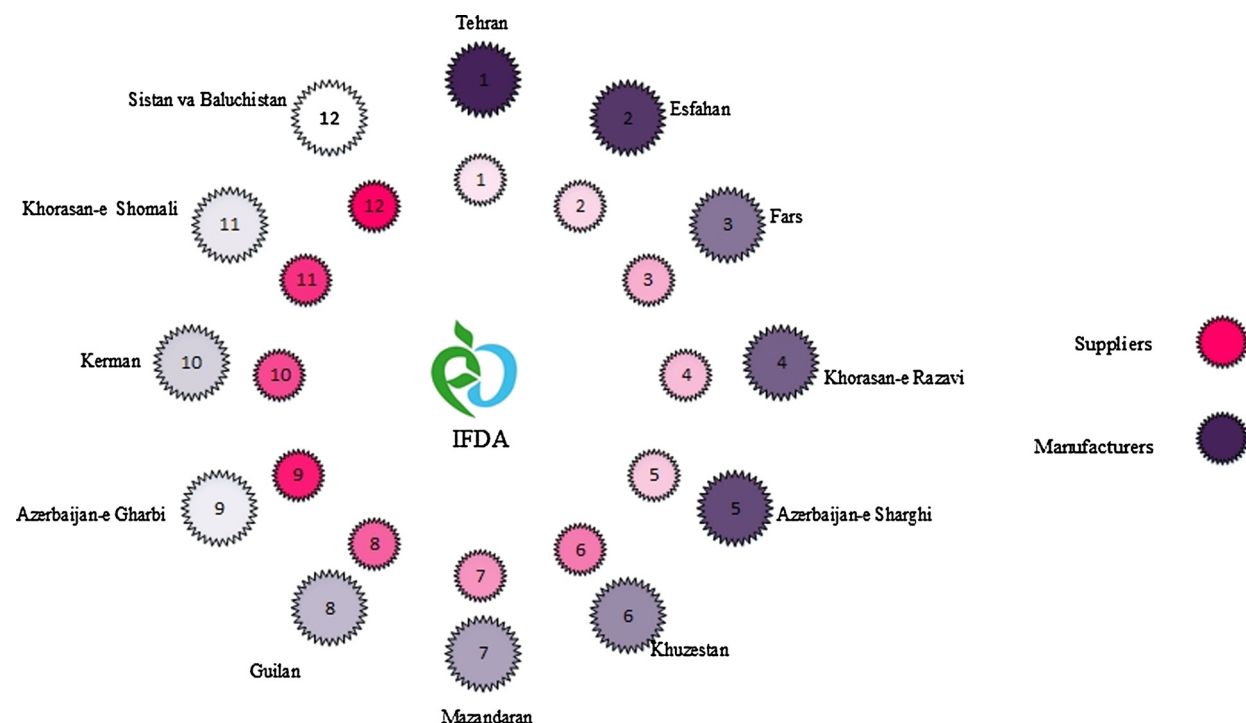 Tehran
1
Sistan va Baluchistan
12
2
Esfahan
1
12
2
Khorasan-e Shomali
11
3
Fars
11
3
Suppliers
Kerman
10
10
4
4
Khorasan-e Razavi
IFDA
Manufacturers
9
5
Azerbaijan-e Gharbi
9
5
Azerbaijan-e Sharghi
8
6
7
8
6
Khuzestan
7
Guilan
Mazandaran